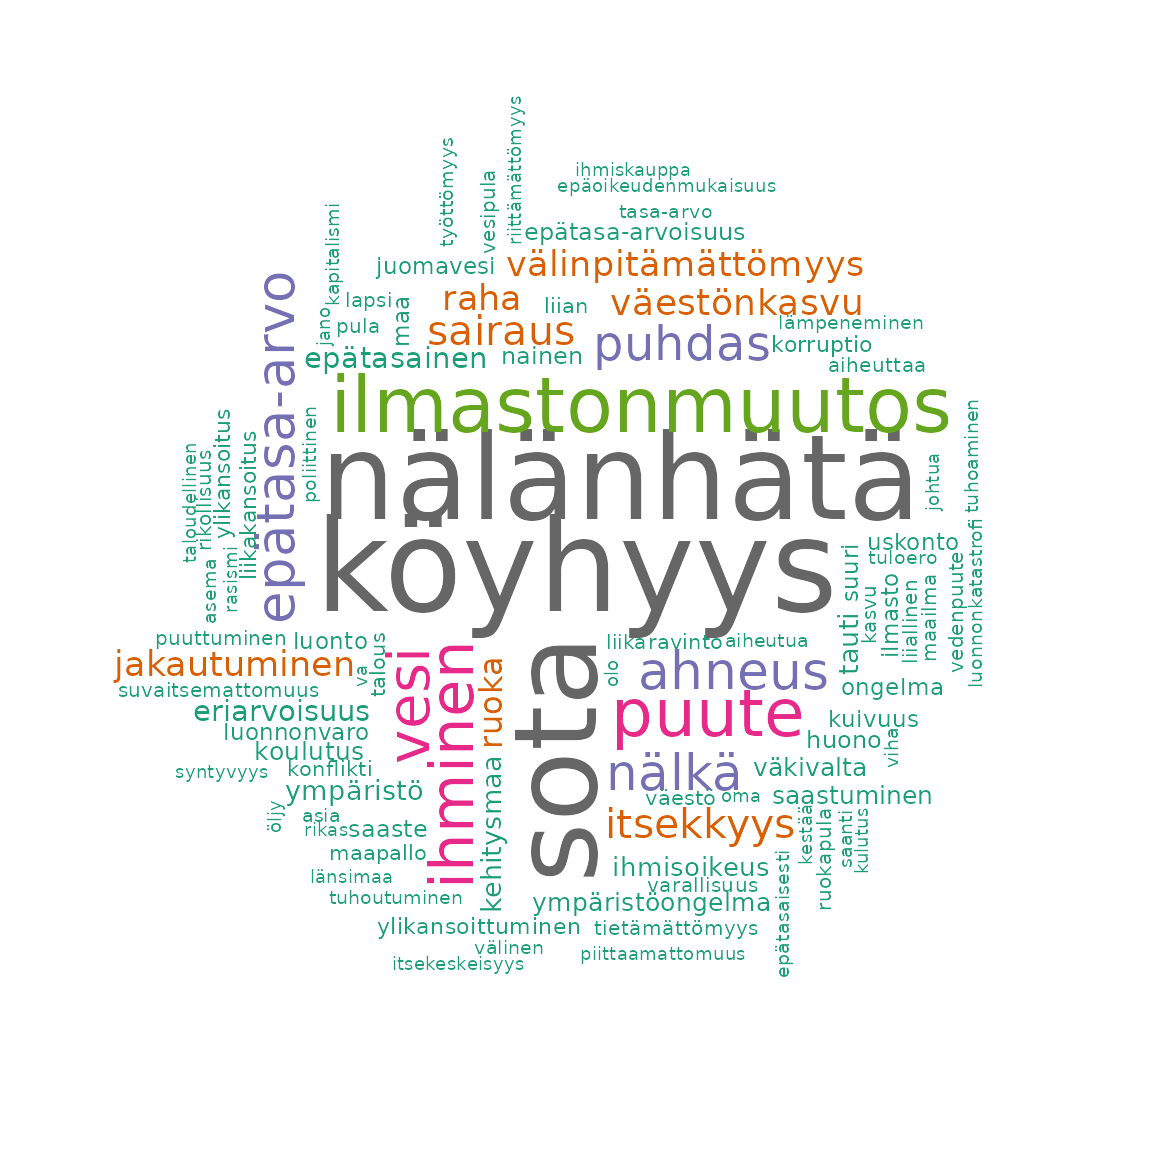 riittämättömyys
työttömyys
vesipula
ihmiskauppa
epäoikeudenmukaisuus
tasa-arvo
kapitalismi
epätasa-arvoisuus
juomavesi
välinpitämättömyys
lapsi
raha
liian
väestönkasvu
jano
pula
maa
sairaus
puhdas
lämpeneminen
korruptio
epätasainen
nainen
aiheuttaa
epätasa-arvo
ilmastonmuutos
nälänhätä
köyhyys
poliittinen
ylikansoitus
liikakansoitus
rikollisuus
taloudellinen
asema
rasismi
johtua
tuhoaminen
uskonto
tuloero
suuri
tauti
kasvu
ilmasto
liiallinen
maailma
vedenpuute
luonnonkatastrofi
puuttuminen
luonto
talous
va
jakautuminen
suvaitsemattomuus
eriarvoisuus
luonnonvaro
koulutus
syntyvyys
konflikti
ympäristö
öljy
asia
rikas
saaste
maapallo
länsimaa
tuhoutuminen
vesi
ihminen
ruoka
kehitysmaa
sota
liikaravinto
aiheutua
olo
ahneus
ongelma
puute
kuivuus
huono
viha
nälkä
väkivalta
väestö
oma
saastuminen
itsekkyys
kestää
ruokapula
saanti
kulutus
ihmisoikeus
varallisuus
ympäristöongelma
epätasaisesti
ylikansoittuminen
tietämättömyys
välinen
piittaamattomuus
itsekeskeisyys